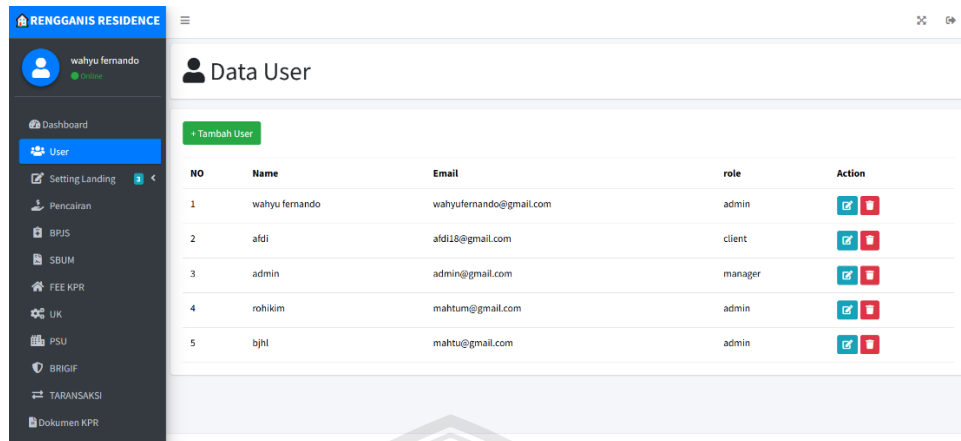 RENGGANIS RESIDENCE
wahyu fernando
Online
Dashboard
User
Setting Landing 3
Pencairan
BPJS
SBUM
FEE KPR
UK
PSU
BRIGIF
TARANSAKSI
Dokumen KPR
Data User
+ Tambah User
NO Name Email role Action
1 wahyu fernando wahyufernando@gmail.com admin
2 afdi afdi18@gmail.com client
3 admin admin@gmail.com manager
4 rohikim mahtum@gmail.com admin
5 bjhl mahtu@gmail.com admin